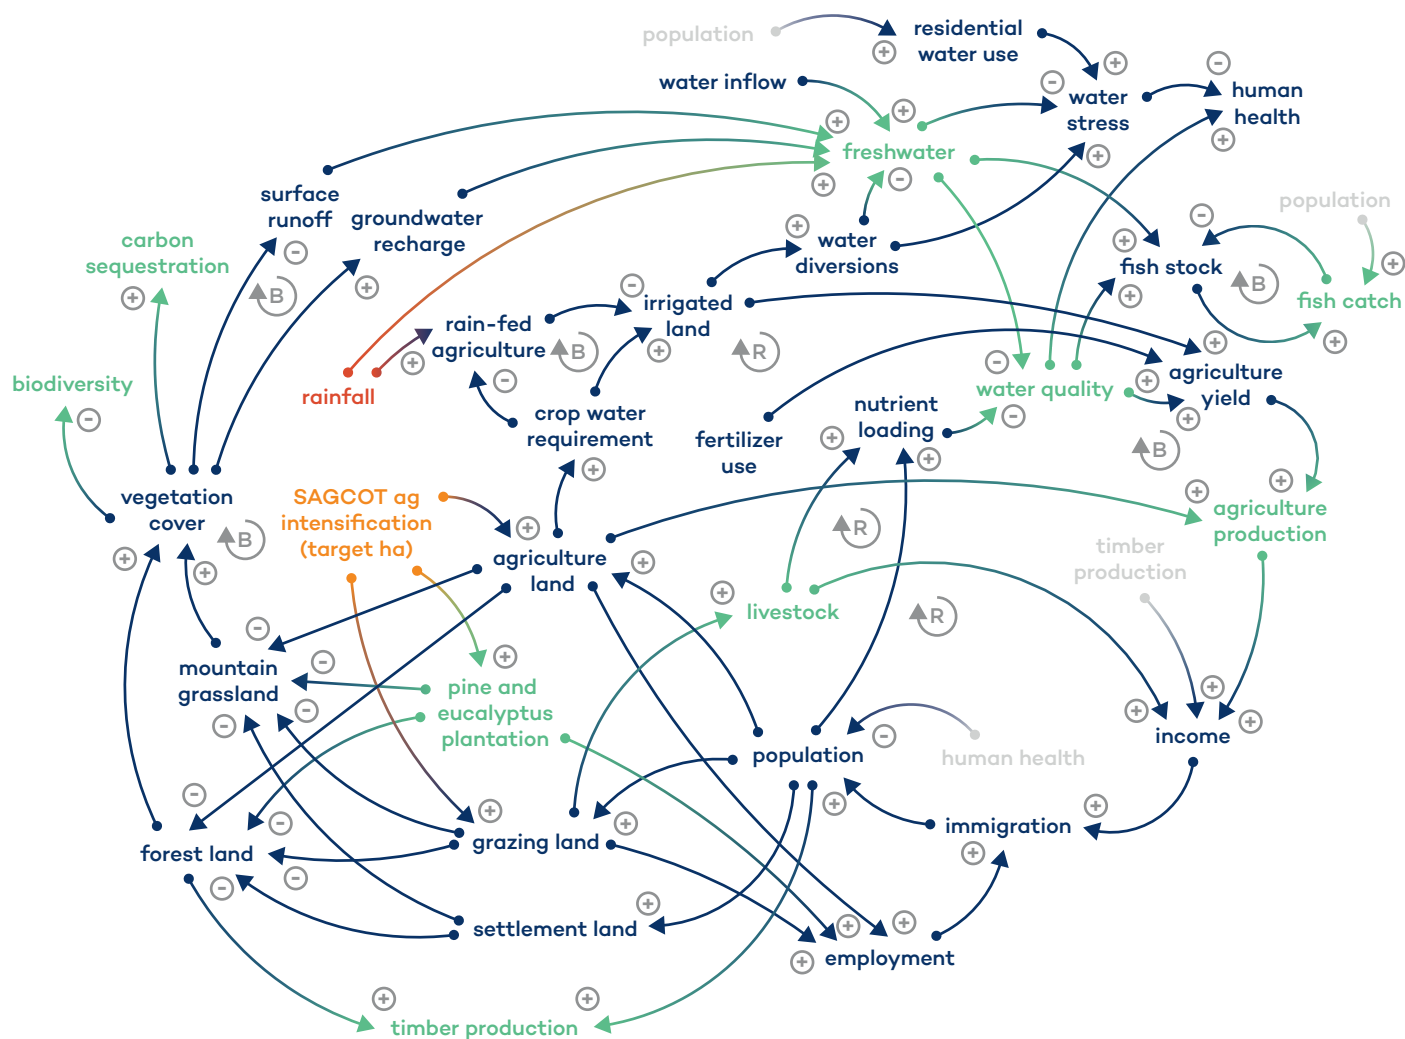 population
residential
water use
water inflow
water
stress
human
health
freshwater
surface
runoff
groundwater
recharge
population
carbon
sequestration
water
diversions
fish stock
B
B
fish catch
irrigated
land
rain-fed
agriculture
B
R
rainfall
biodiversity
water quality
agriculture
yield
crop water
requirement
nutrient
loading
fertilizer
use
B
vegetation
cover
SAGCOT ag
intensification
(target ha)
B
agriculture
production
R
agriculture
land
timber
production
livestock
R
mountain
grassland
pine and
eucalyptus
plantation
population
human health
income
immigration
forest land
grazing land
settlement land
employment
timber production